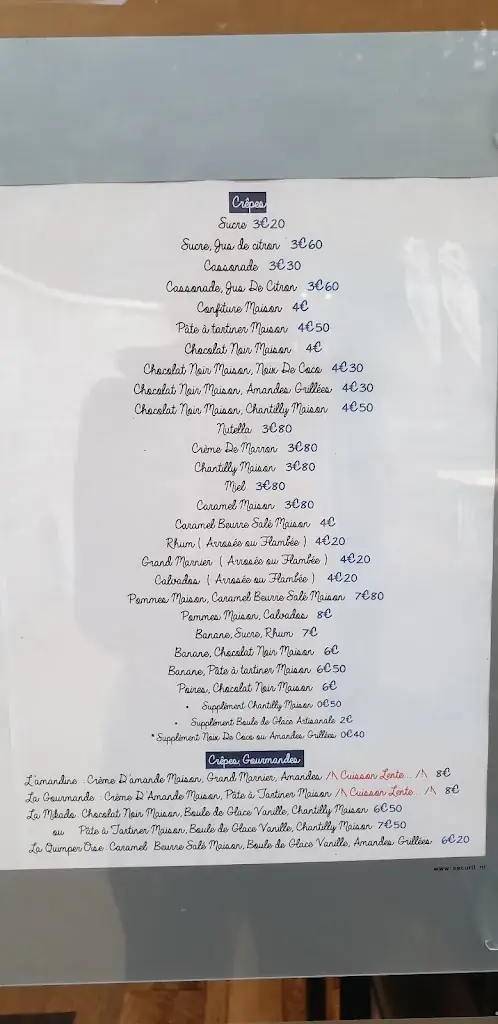 Crêpes
Sucre 3€20
Sucre, Jus de citron 3€60
Cassonade 3€30
Cassonade, Jus De Citron 3€60
Confiture Maison 4€
Pâte à tartiner Maison 4€50
Chocolat Noir Maison 4€
Chocolat Noir Maison, Noix De Coco 4€30
Chocolat Noir Maison, Amandes Grillées 4€30
Chocolat Noir Maison, Chantilly Maison 4€50
Nutella 3€80
Crème De Marron 3€80
Chantilly Maison 3€80
Miel 3€80
Caramel Maison 3€80
Caramel Beurre Salé Maison 4€
Rhum ( Arrosée ou Flambée ) 4€20
Grand Marnier ( Arrosée ou Flambée ) 4€20
Calvados ( Arrosée ou Flambée ) 4€20
Pommes Maison, Caramel Beurre Salé Maison 7€80
Pommes Maison, Calvados 8€
Banane, Sucre, Rhum 7€
Banane, Chocolat Noir Maison 6€
Banane, Pâte à tartiner Maison 6€50
Poires, Chocolat Noir Maison 6€
• Supplément Chantilly Maison 0€50
• Supplément Boule de Glace Artisanale 2€
* Supplément Noix De Coco ou Amandes Grillées 0€40
Crêpes Gourmandes
L'amandine : Crème D'amande Maison, Grand Marnier, Amandes /!\ Cuisson Lente... /!\ 8€
La Gourmande : Crème D'Amande Maison, Pâte à Tartiner Maison /!\ Cuisson Lente... /!\ 8€
La Mikado: Chocolat Noir Maison, Boule de Glace Vanille, Chantilly Maison 6€50
ou Pâte à Tartiner Maison, Boule de Glace Vanille, Chantilly Maison 7€50
La Quimper Oise: Caramel Beurre Salé Maison, Boule de Glace Vanille, Amandes Grillées 6€20